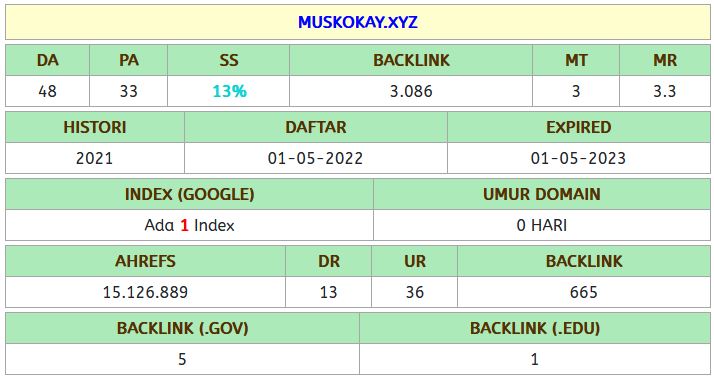 MUSKOKAY.XYZ
DA PA SS BACKLINK MT MR
48 33 13% 3.086 3 3.3
HISTORI DAFTAR EXPIRED
2021 01-05-2022 01-05-2023
INDEX (GOOGLE) UMUR DOMAIN
Ada 1 Index 0 HARI
AHREFS DR UR BACKLINK
15.126.889 13 36 665
BACKLINK (.GOV) BACKLINK (.EDU)
5 1